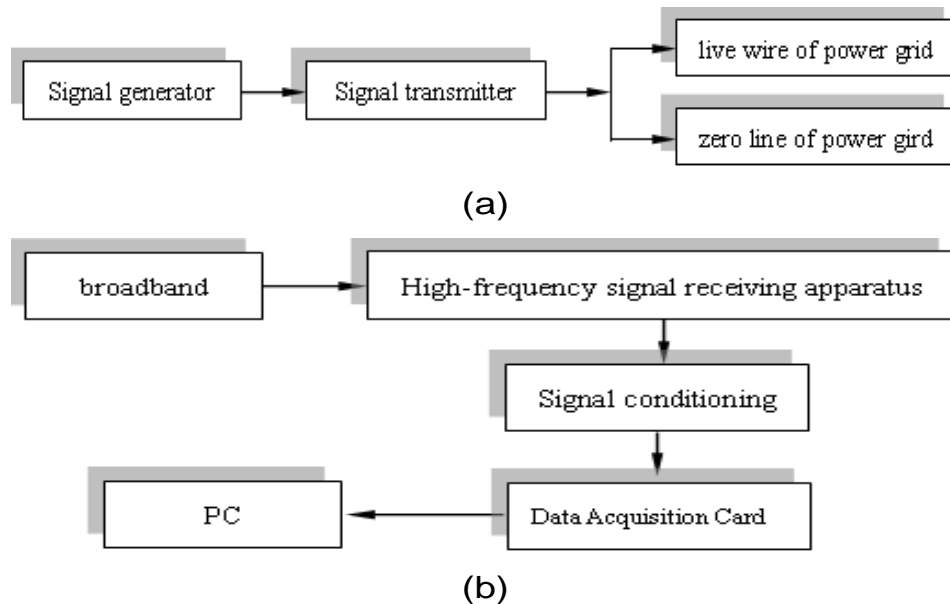 live wire of power grid
Signal generator
Signal transmitter
zero line of power gird
(a)
broadband
High-frequency signal receiving apparatus
Signal conditioning
PC
Data Acquisition Card
(b)